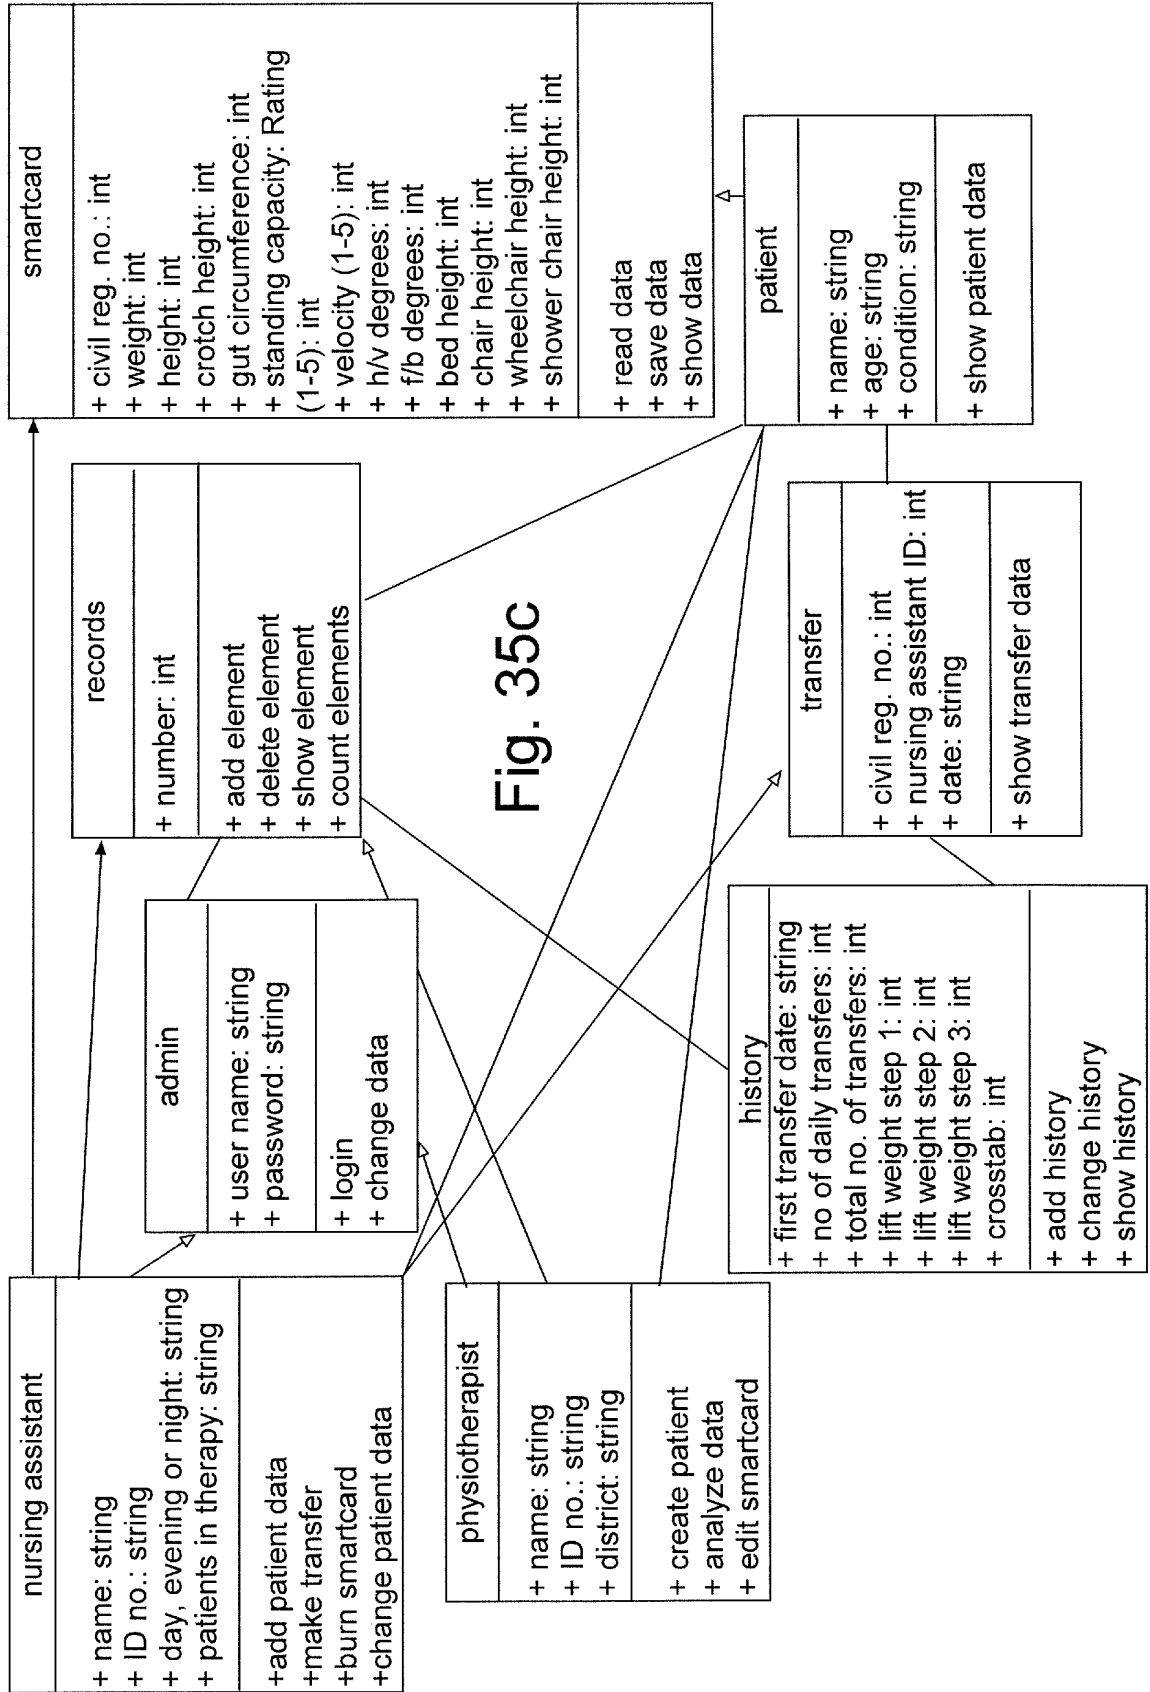 nursing assistant
+ name: string
+ ID no.: string
+ day, evening or night: string
+ patients in therapy: string
+add patient data
+make transfer
+burn smartcard
+change patient data
admin
+ user name: string
+ password: string
+ login
+ change data
records
+ number: int
+ add element
+ delete element
+ show element
+ count elements
smartcard
+ civil reg. no.: int
+ weight: int
+ height: int
+ crotch height: int
+ gut circumference: int
+ standing capacity: Rating
(1-5): int
+ velocity (1-5): int
+ h/v degrees: int
+ f/b degrees: int
+ bed height: int
+ chair height: int
+ wheelchair height: int
+ shower chair height: int
+ read data
+ save data
+ show data
physiotherapist
+ name: string
+ ID no.: string
+ district: string
+ create patient
+ analyze data
+ edit smartcard
Fig. 35c
history
+ first transfer date: string
+ no of daily transfers: int
+ total no. of transfers: int
+ lift weight step 1: int
+ lift weight step 2: int
+ lift weight step 3: int
+ crosstab: int
+ add history
+ change history
+ show history
transfer
+ civil reg. no.: int
+ nursing assistant ID: int
+ date: string
+ show transfer data
patient
+ name: string
+ age: string
+ condition: string
+ show patient data